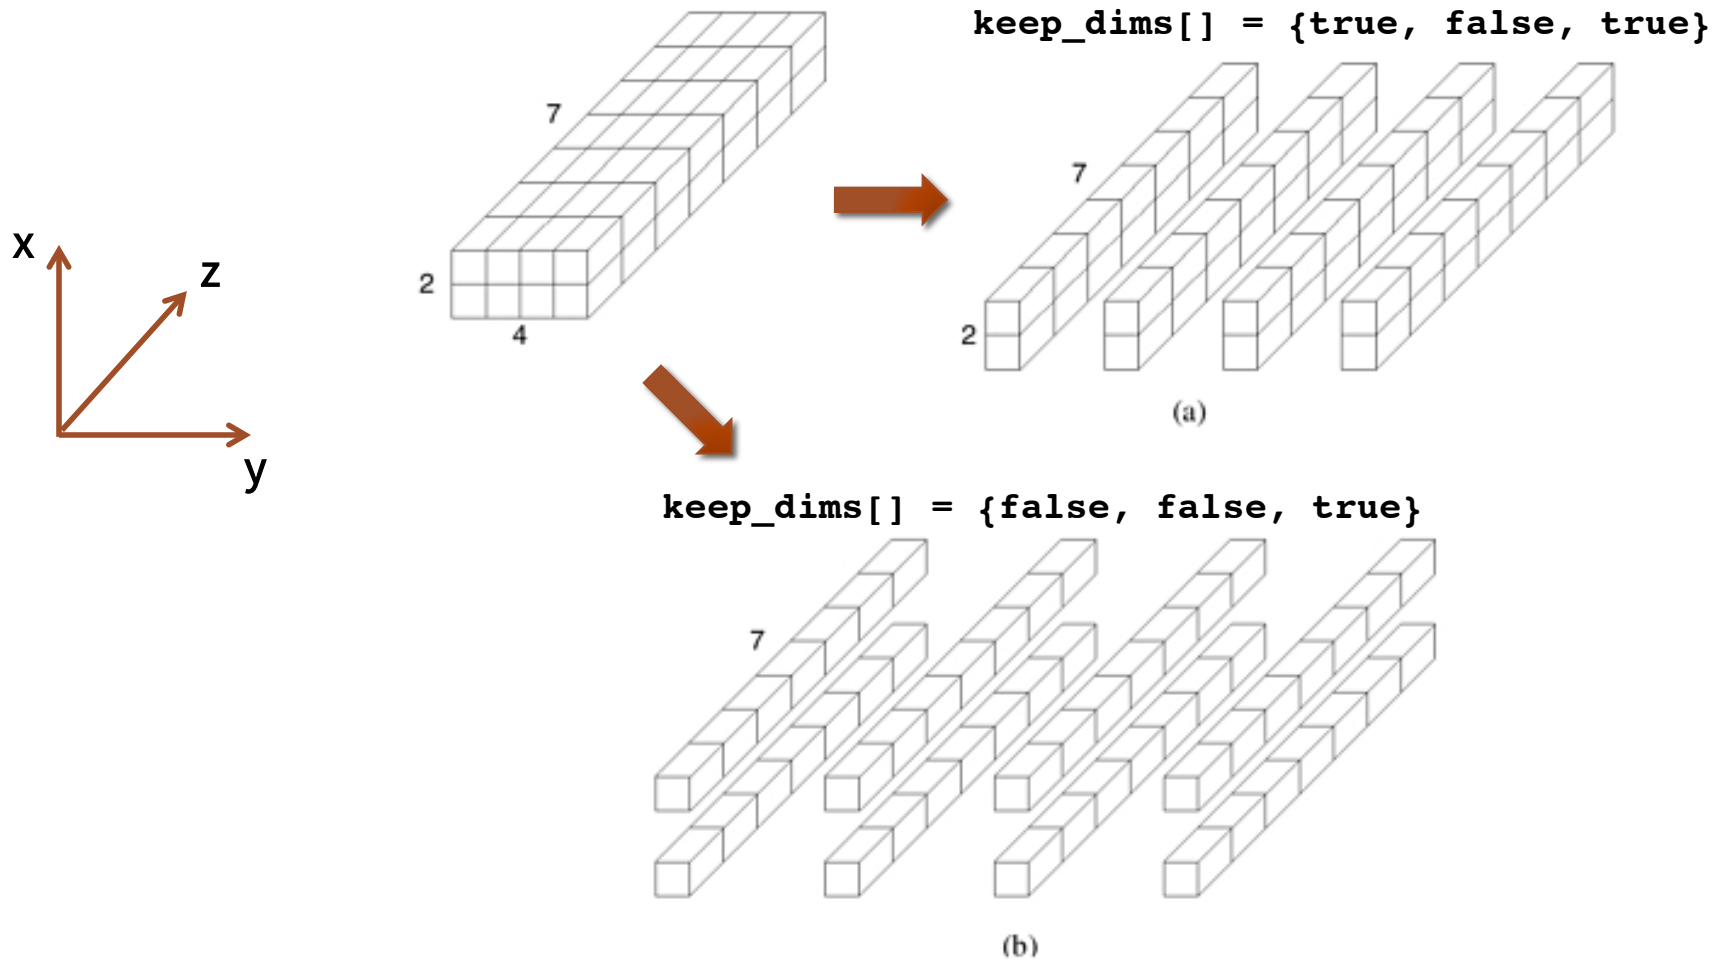 keep_dims[] = {true, false, true}
7
7
x
z
2
4
2
y
(a)
keep_dims[] = {false, false, true}
7
(b)